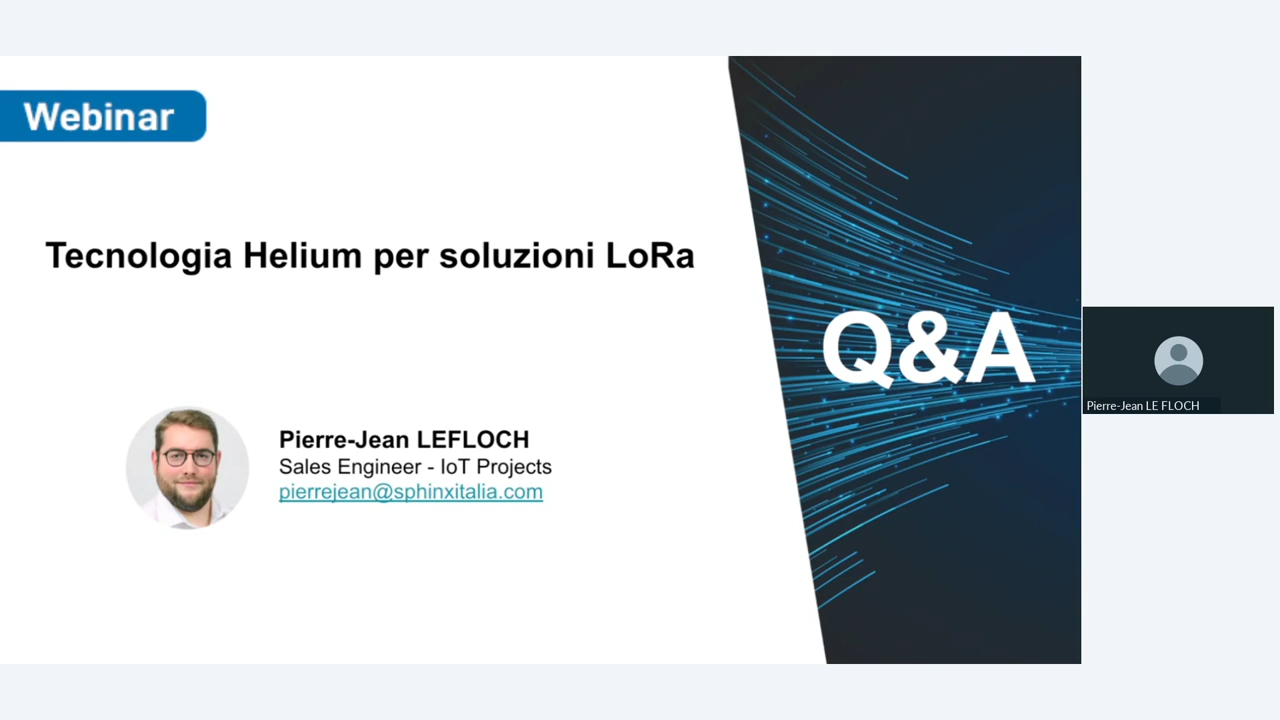 Webinar
Tecnologia Helium per soluzioni LoRa
Q&A
Pierre-Jean LEFLOCH
Sales Engineer - IoT Projects
pierrejean@sphinxitalia.com
Pierre-Jean LE FLOCH